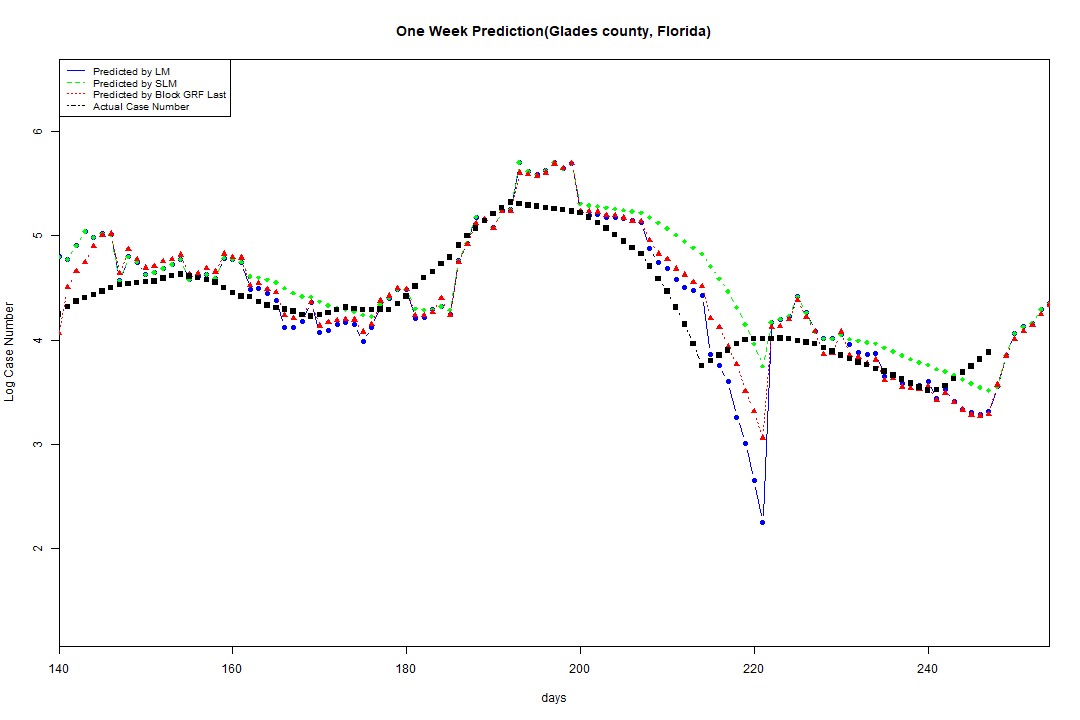 One Week Prediction(Glades county, Florida)
Predicted by LM
Predicted by SLM
Predicted by Block GRF Last
Actual Case Number
6
5
4
3
2
Log Case Number
140 160 180 200 220 240
days